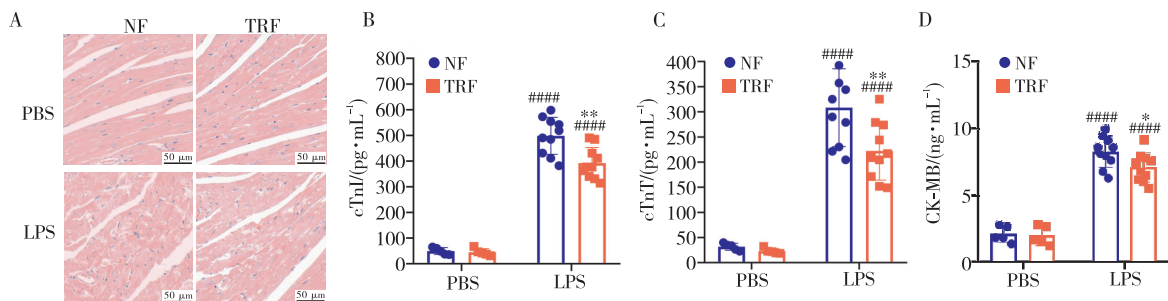 A
NF
TRF
PBS
LPS
50 μm
50 μm
50 μm
50 μm
B
cTnI/(pg•mL⁻¹)
800
700
600
500
400
300
200
100
0
NF
TRF
####
**
####
PBS
LPS
C
cTnT/(pg•mL⁻¹)
400
350
300
250
200
150
100
50
0
NF
TRF
####
**
####
PBS
LPS
D
CK-MB/(ng•mL⁻¹)
15
10
5
0
NF
TRF
####
*
####
PBS
LPS